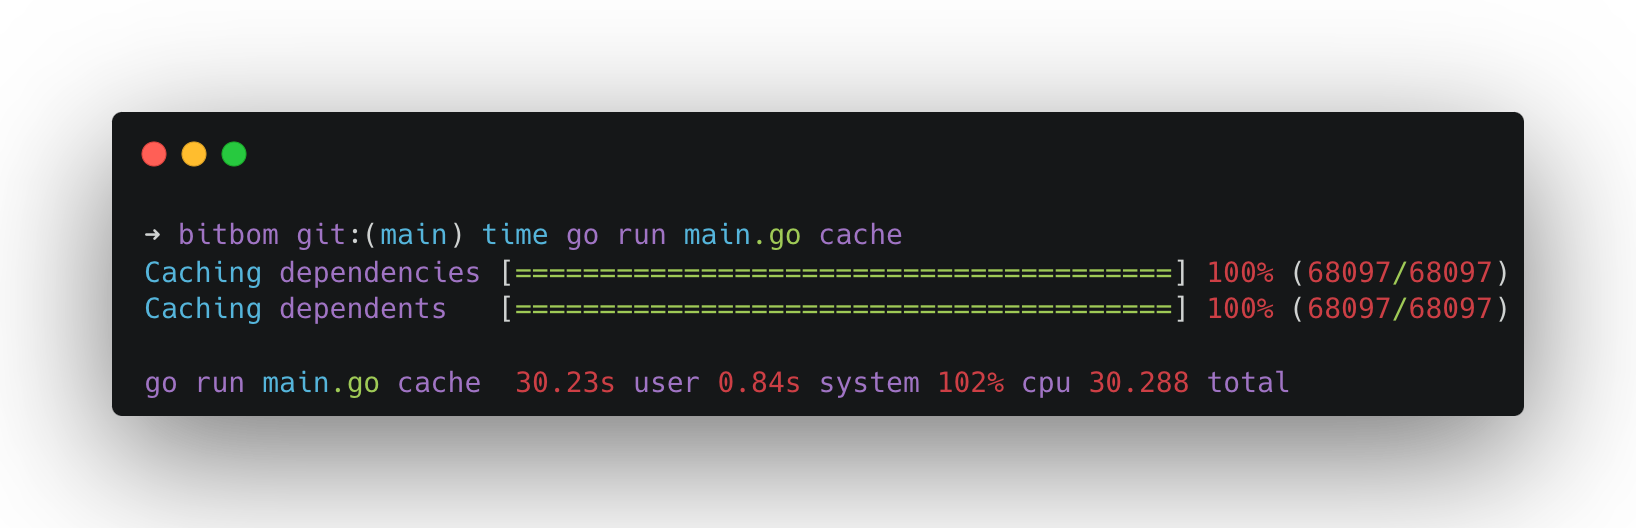 ➜ bitbom git:(main) time go run main.go cache
Caching dependencies [=======================================] 100% (68097/68097)
Caching dependents   [=======================================] 100% (68097/68097)
go run main.go cache  30.23s user 0.84s system 102% cpu 30.288 total